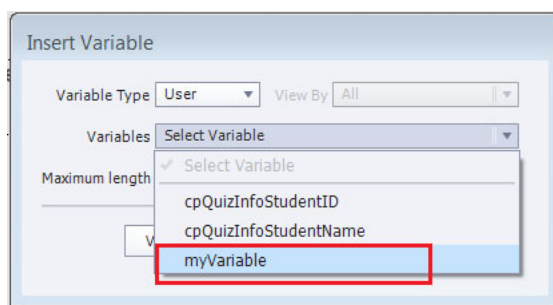 Insert Variable
Variable Type User View By All
Variables Select Variable
Select Variable
Maximum length
cpQuizInfoStudentID
cpQuizInfoStudentName
myVariable